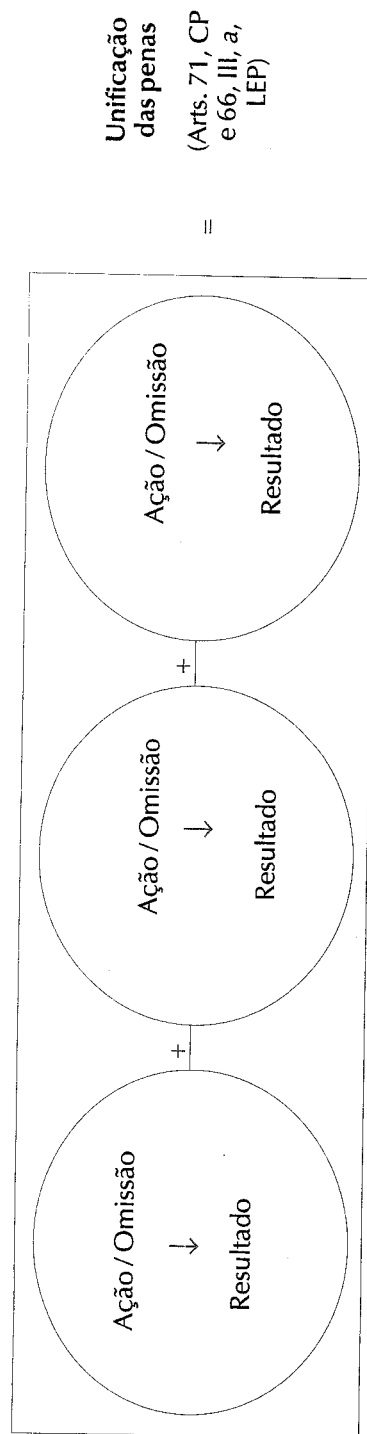 Ação / Omissão
↓
Resultado
+
Ação / Omissão
↓
Resultado
+
Ação / Omissão
↓
Resultado
=
Unificação
das penas
(Arts. 71, CP
e 66, III, a,
LEP)